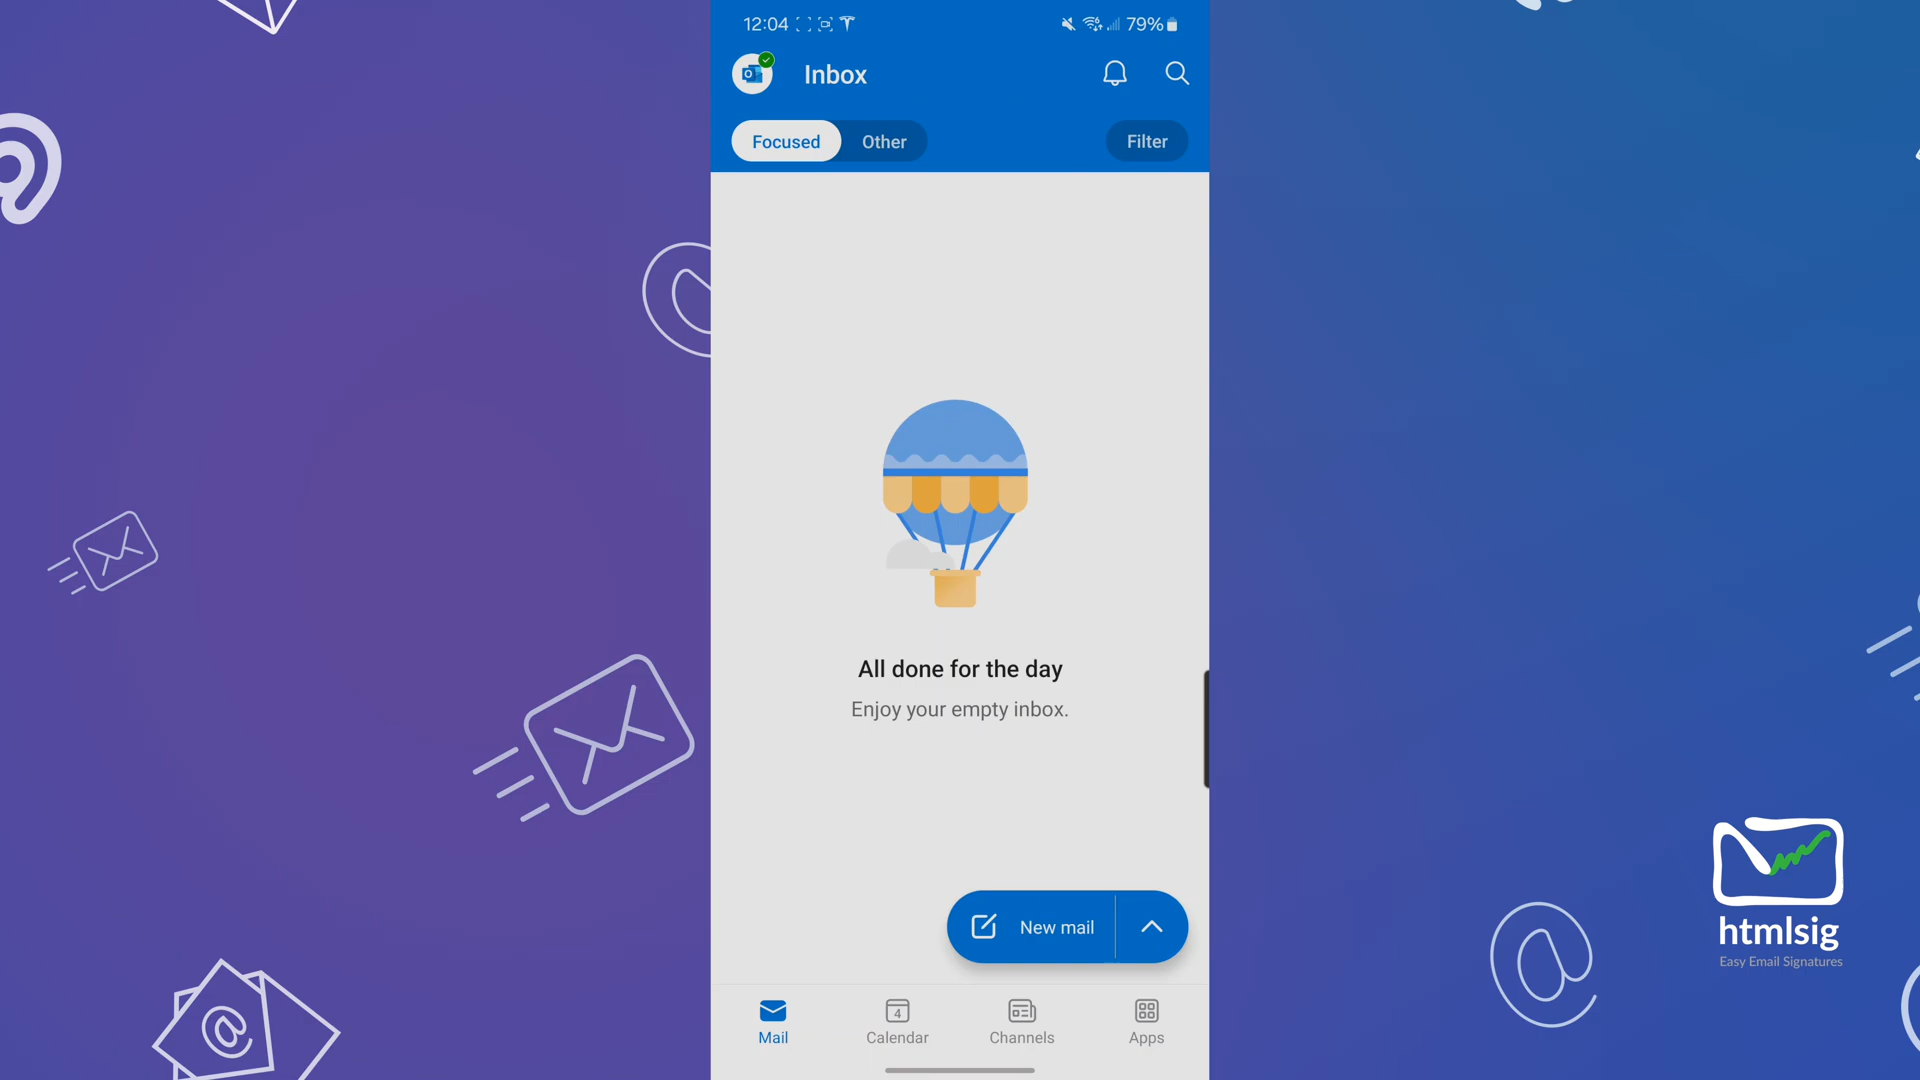 12:04
79%
Inbox
Focused
Other
Filter
All done for the day
Enjoy your empty inbox.
New mail
Mail
4
Calendar
Channels
Apps
htmlsig
Easy Email Signatures